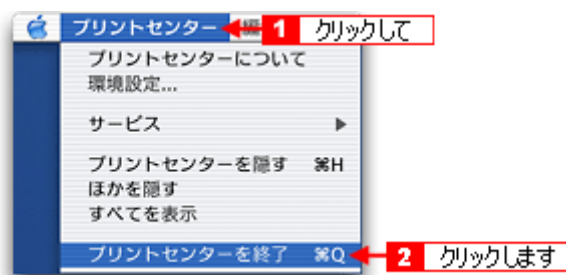 プリントセンター 1 クリックして
プリントセンターについて
環境設定...
サービス
プリントセンターを隠す ⌘H
ほかを隠す
すべてを表示
プリントセンターを終了 ⌘Q 2 クリックします